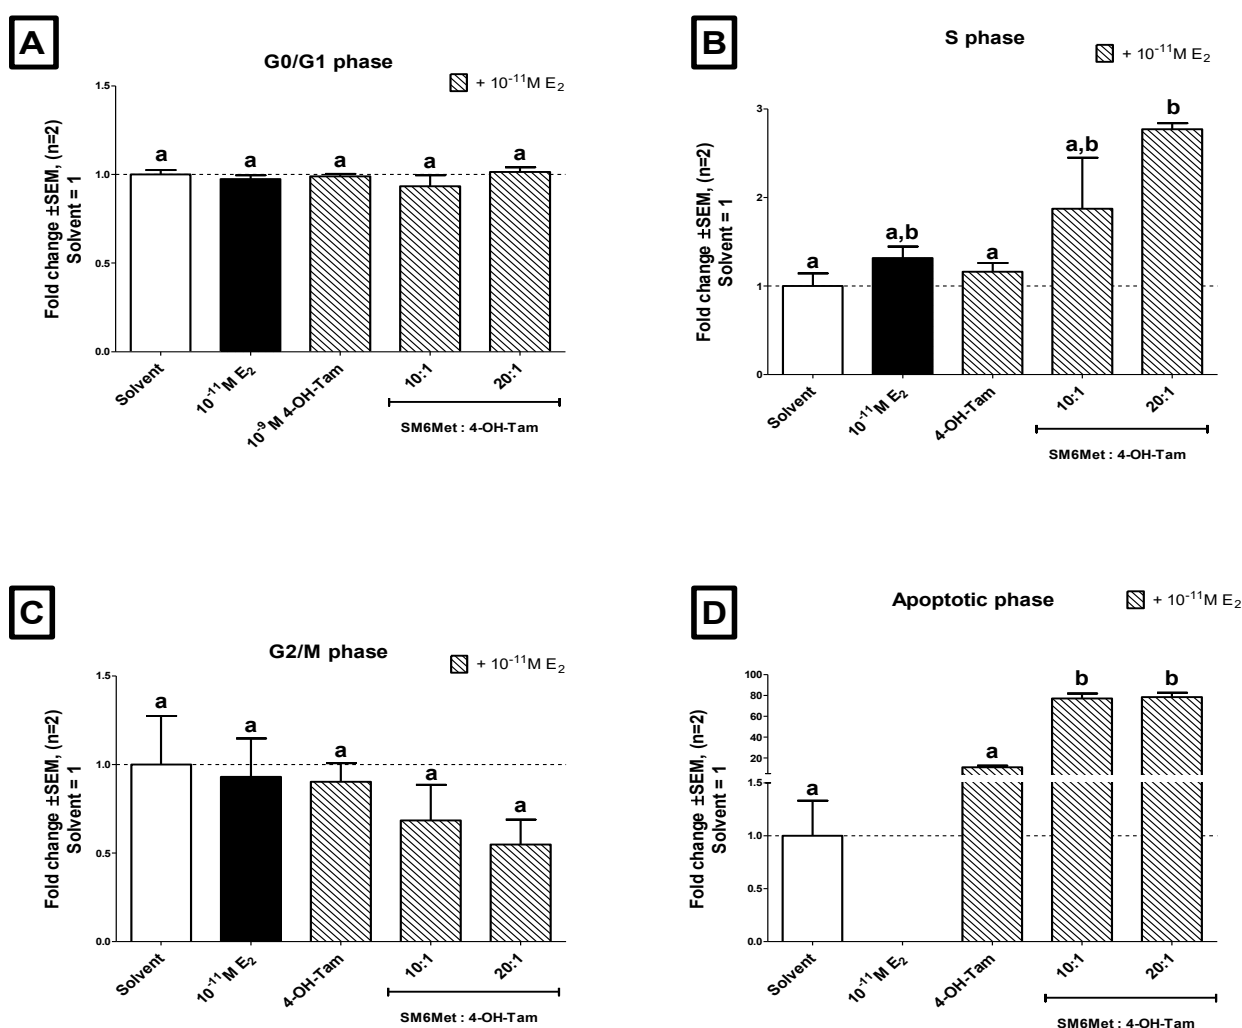 A
G0/G1 phase
+ 10⁻¹¹M E₂
Fold change ±SEM, (n=2)
Solvent = 1
1.5
1.0
0.5
0.0
a
a
a
a
a
Solvent
10⁻¹¹M E₂
10⁻⁹M 4-OH-Tam
10:1
20:1
SM6Met : 4-OH-Tam
B
S phase
+ 10⁻¹¹M E₂
Fold change ±SEM, (n=2)
Solvent = 1
3
2
1
0
a
a,b
a
a,b
b
Solvent
10⁻¹¹M E₂
4-OH-Tam
10:1
20:1
SM6Met : 4-OH-Tam
C
G2/M phase
+ 10⁻¹¹M E₂
Fold change ±SEM, (n=2)
Solvent = 1
1.5
1.0
0.5
0.0
a
a
a
a
a
Solvent
10⁻¹¹M E₂
4-OH-Tam
10:1
20:1
SM6Met : 4-OH-Tam
D
Apoptotic phase
+ 10⁻¹¹M E₂
Fold change ±SEM, (n=2)
Solvent = 1
100
80
60
40
20
1.5
1.0
0.5
0.0
a
a
b
b
Solvent
10⁻¹¹M E₂
4-OH-Tam
10:1
20:1
SM6Met : 4-OH-Tam